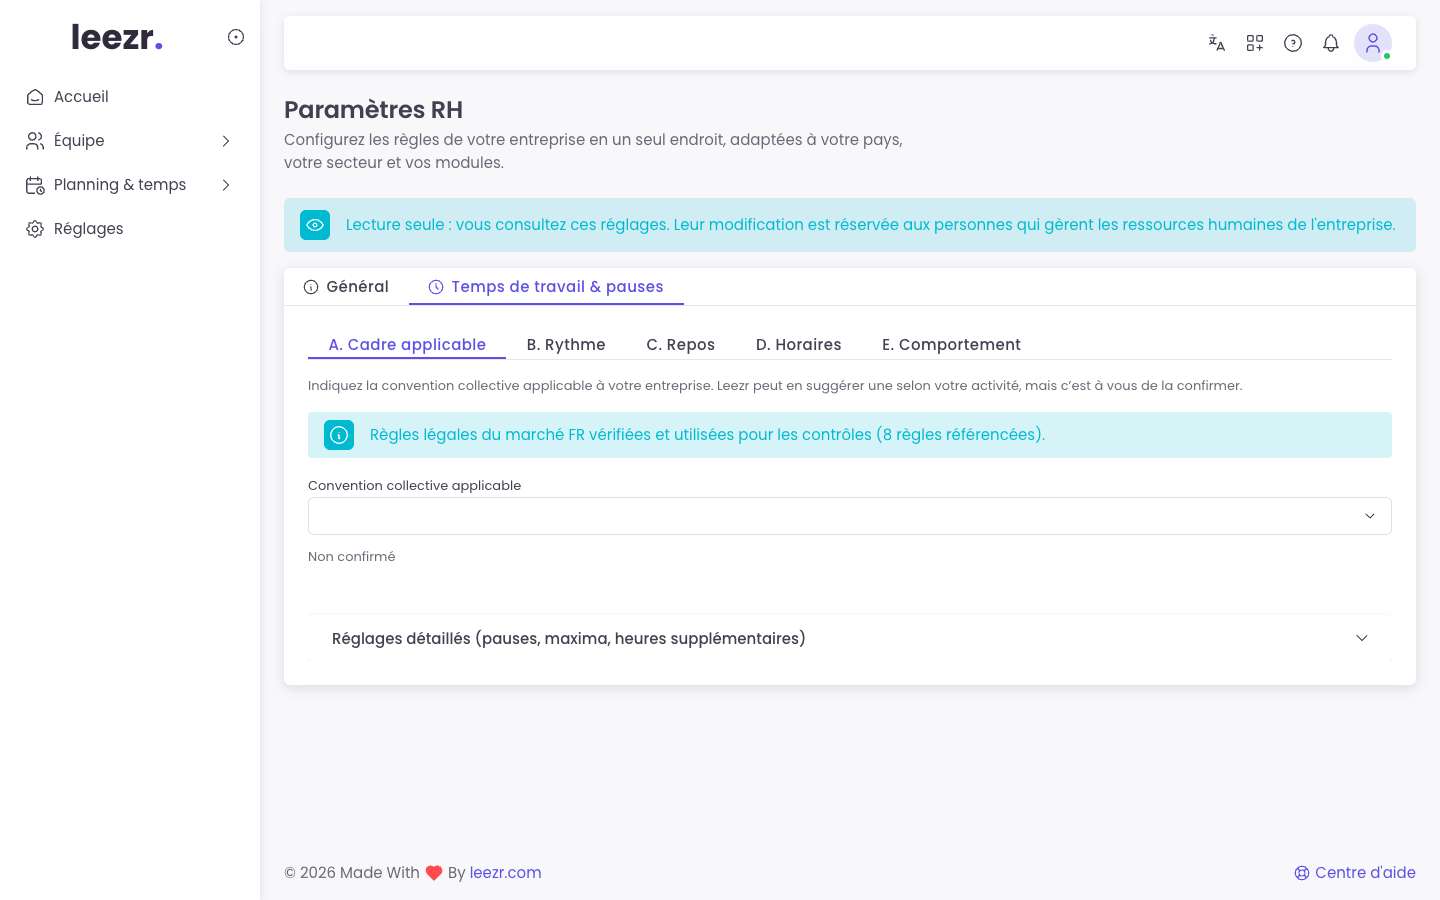 leezr.
Accueil
Équipe
Planning & temps
Réglages
Paramètres RH
Configurez les règles de votre entreprise en un seul endroit, adaptées à votre pays,
votre secteur et vos modules.
Lecture seule : vous consultez ces réglages. Leur modification est réservée aux personnes qui gèrent les ressources humaines de l'entreprise.
Général
Temps de travail & pauses
A. Cadre applicable
B. Rythme
C. Repos
D. Horaires
E. Comportement
Indiquez la convention collective applicable à votre entreprise. Leezr peut en suggérer une selon votre activité, mais c’est à vous de la confirmer.
Règles légales du marché FR vérifiées et utilisées pour les contrôles (8 règles référencées).
Convention collective applicable
Non confirmé
Réglages détaillés (pauses, maxima, heures supplémentaires)
© 2026 Made With By leezr.com
Centre d'aide